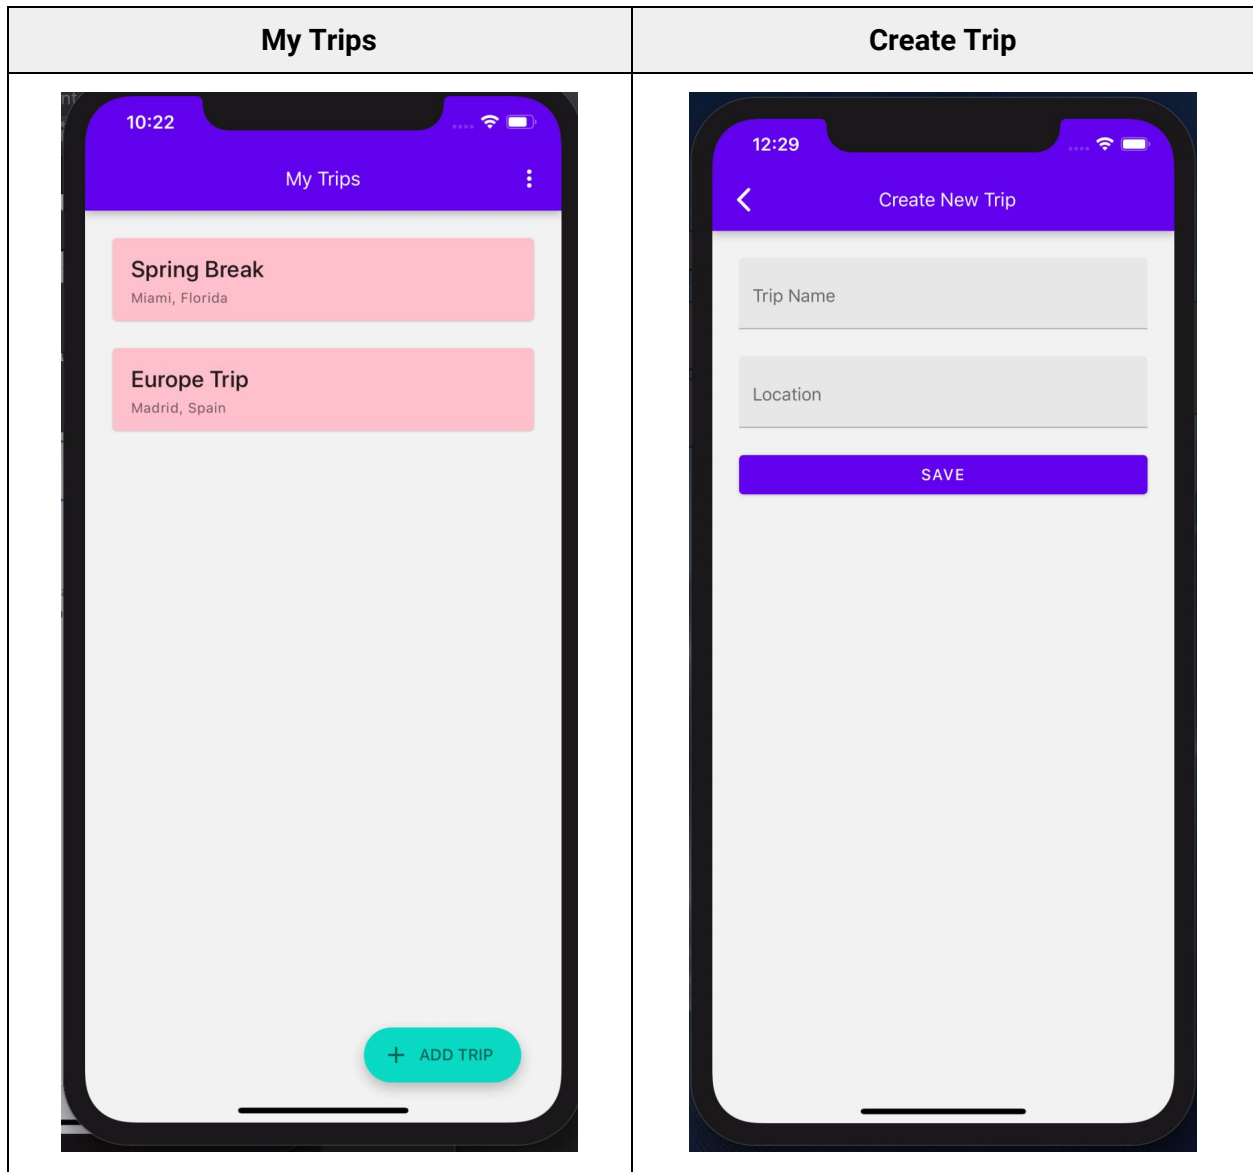 My Trips
Create Trip
10:22
My Trips
Spring Break
Miami, Florida
Europe Trip
Madrid, Spain
ADD TRIP
12:29
Create New Trip
Trip Name
Location
SAVE